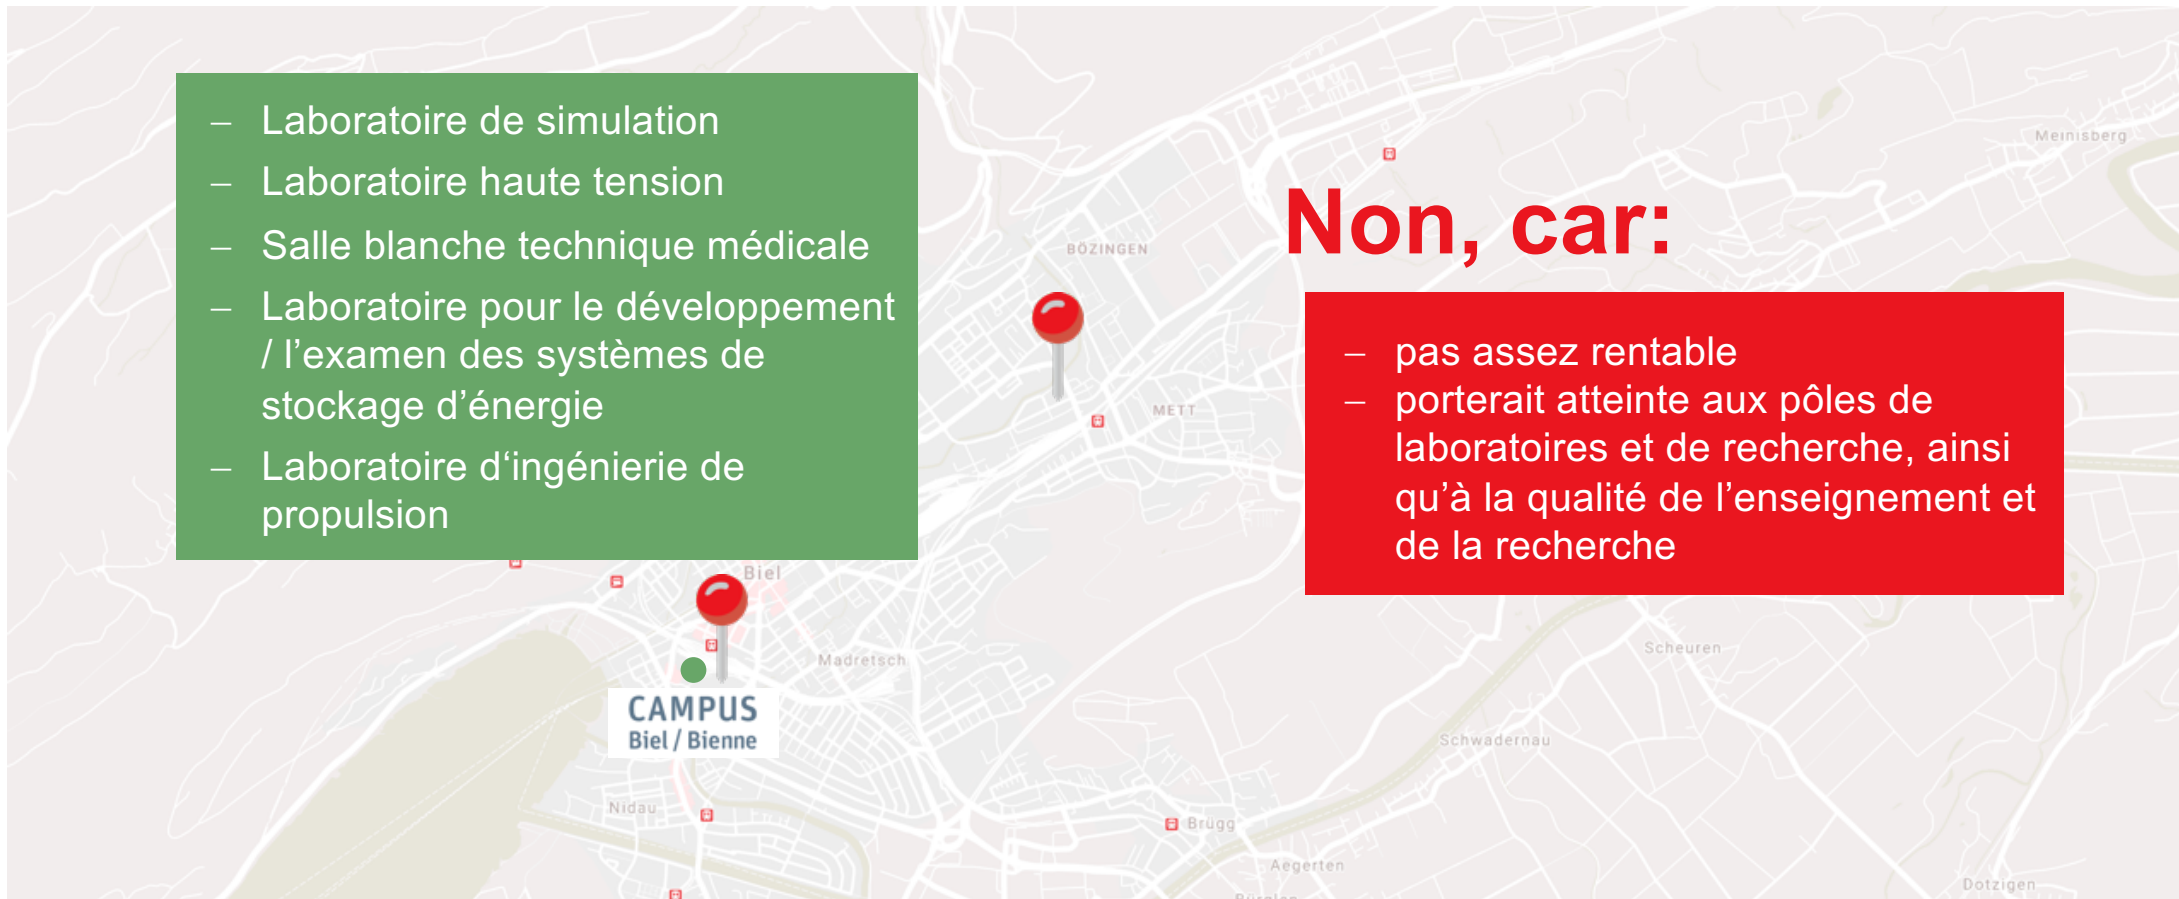 – Laboratoire de simulation
– Laboratoire haute tension
– Salle blanche technique médicale
– Laboratoire pour le développement
/ l’examen des systèmes de
stockage d’énergie
– Laboratoire d‘ingénierie de
propulsion
Non, car:
– pas assez rentable
– porterait atteinte aux pôles de
laboratoires et de recherche, ainsi
qu’à la qualité de l’enseignement et
de la recherche
Meinisberg
BÖZINGEN
METT
Biel
Madretsch
Scheuren
CAMPUS
Biel / Bienne
Schwadernau
Nidau
Brügg
Aegerten
Dotzigen